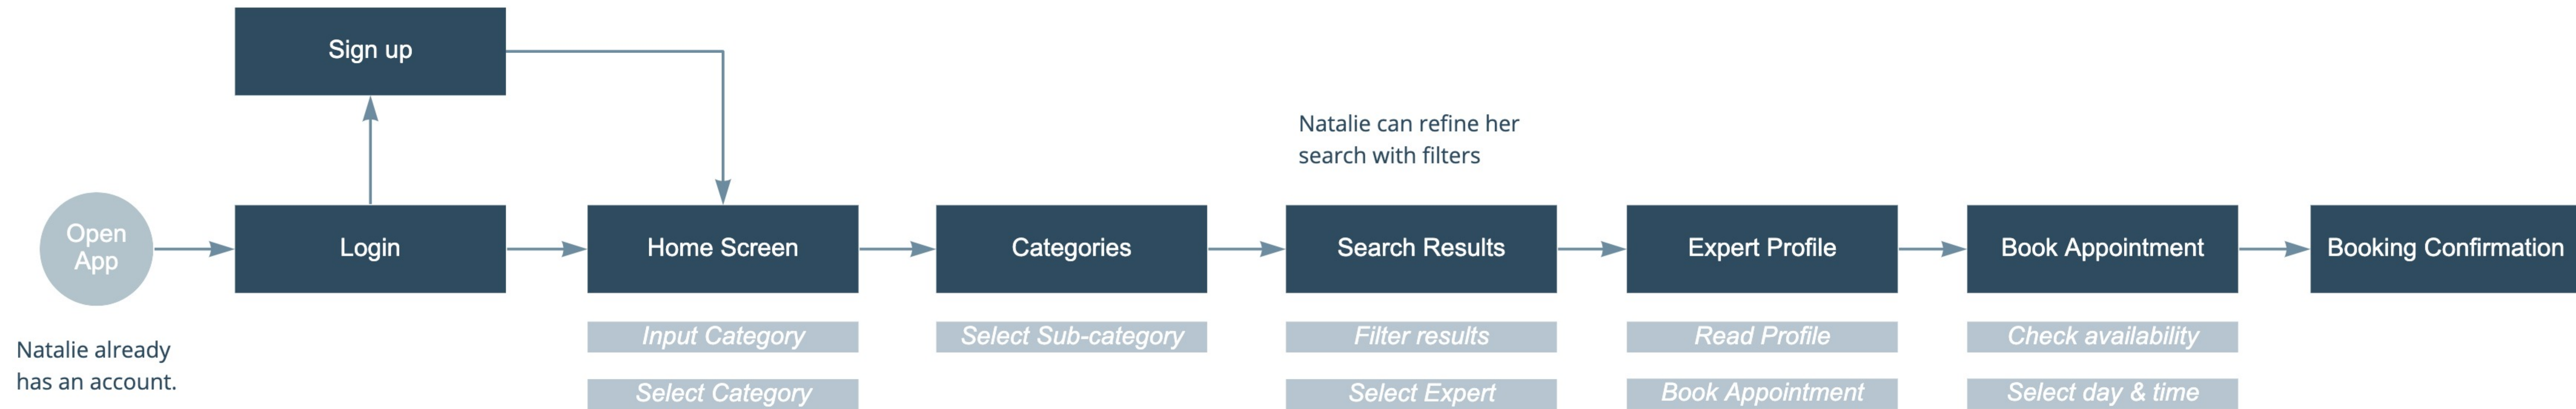 Sign up
Natalie can refine her
search with filters
Open
App
Login
Home Screen
Categories
Search Results
Expert Profile
Book Appointment
Booking Confirmation
Natalie already
has an account.
Input Category
Select Sub-category
Filter results
Read Profile
Check availability
Select Category
Select Expert
Book Appointment
Select day & time